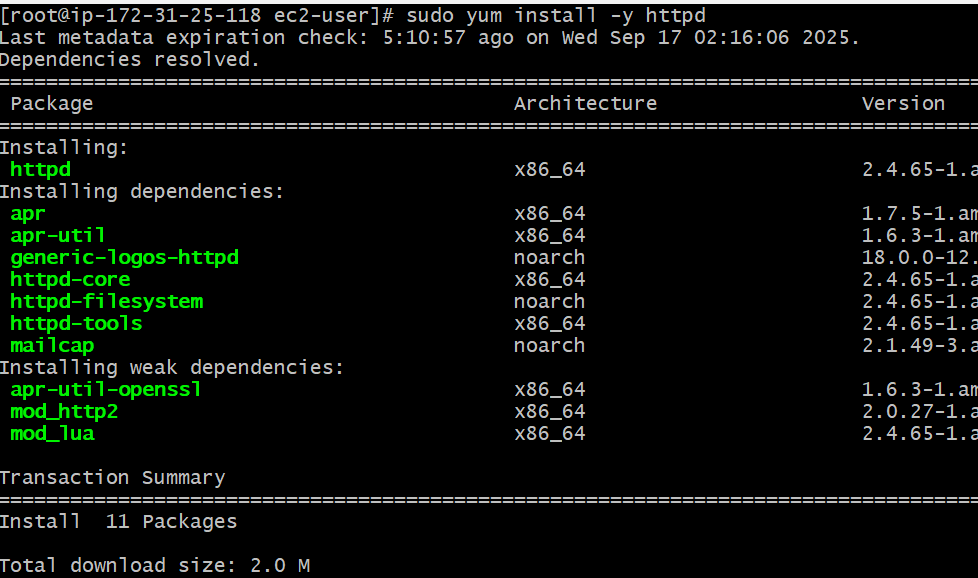 [root@ip-172-31-25-118 ec2-user]# sudo yum install -y httpd
Last metadata expiration check: 5:10:57 ago on Wed Sep 17 02:16:06 2025.
Dependencies resolved.
================================================================================
Package Architecture Version
================================================================================
Installing:
httpd x86_64 2.4.65-1.a
Installing dependencies:
apr x86_64 1.7.5-1.am
apr-util x86_64 1.6.3-1.am
generic-logos-httpd noarch 18.0.0-12.
httpd-core x86_64 2.4.65-1.a
httpd-filesystem noarch 2.4.65-1.a
httpd-tools x86_64 2.4.65-1.a
mailcap noarch 2.1.49-3.a
Installing weak dependencies:
apr-util-openssl x86_64 1.6.3-1.am
mod_http2 x86_64 2.0.27-1.a
mod_lua x86_64 2.4.65-1.a
Transaction Summary
================================================================================
Install 11 Packages
Total download size: 2.0 M